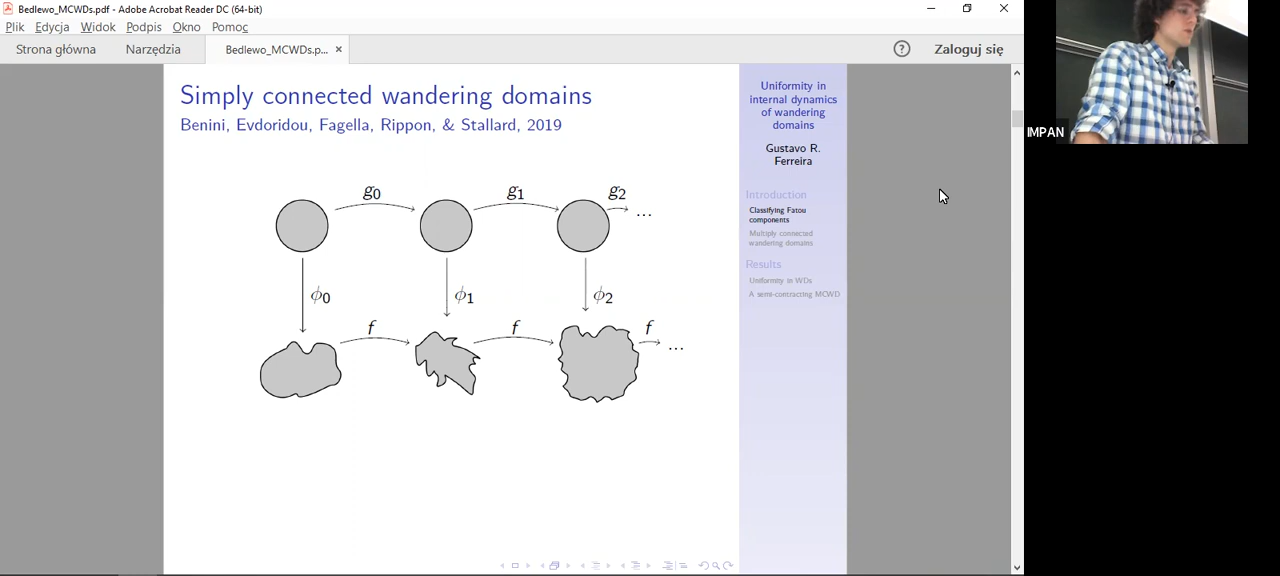 Bedlewo_MCWDs.pdf - Adobe Acrobat Reader DC (64-bit)
Plik Edycja Widok Podpis Okno Pomoc
Strona główna Narzędzia Bedlewo_MCWDs.p... × ? Zaloguj się
Simply connected wandering domains
Benini, Evdoridou, Fagella, Rippon, & Stallard, 2019
g0 g1 g2
...
ϕ0 ϕ1 ϕ2
f f f
...
Uniformity in
internal dynamics
of wandering
domains
Gustavo R.
Ferreira
Introduction
Classifying Fatou
components
Multiply connected
wandering domains
Results
Uniformity in WDs
A semi-contracting MCWD
IMPAN